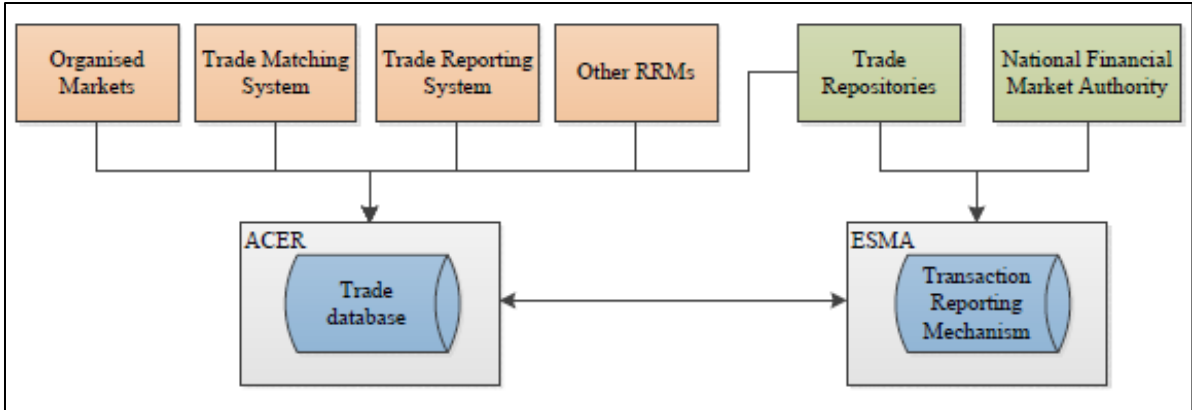 Organised
Markets
Trade Matching
System
Trade Reporting
System
Other RRMs
Trade
Repositories
National Financial
Market Authority
ACER
Trade
database
ESMA
Transaction
Reporting
Mechanism